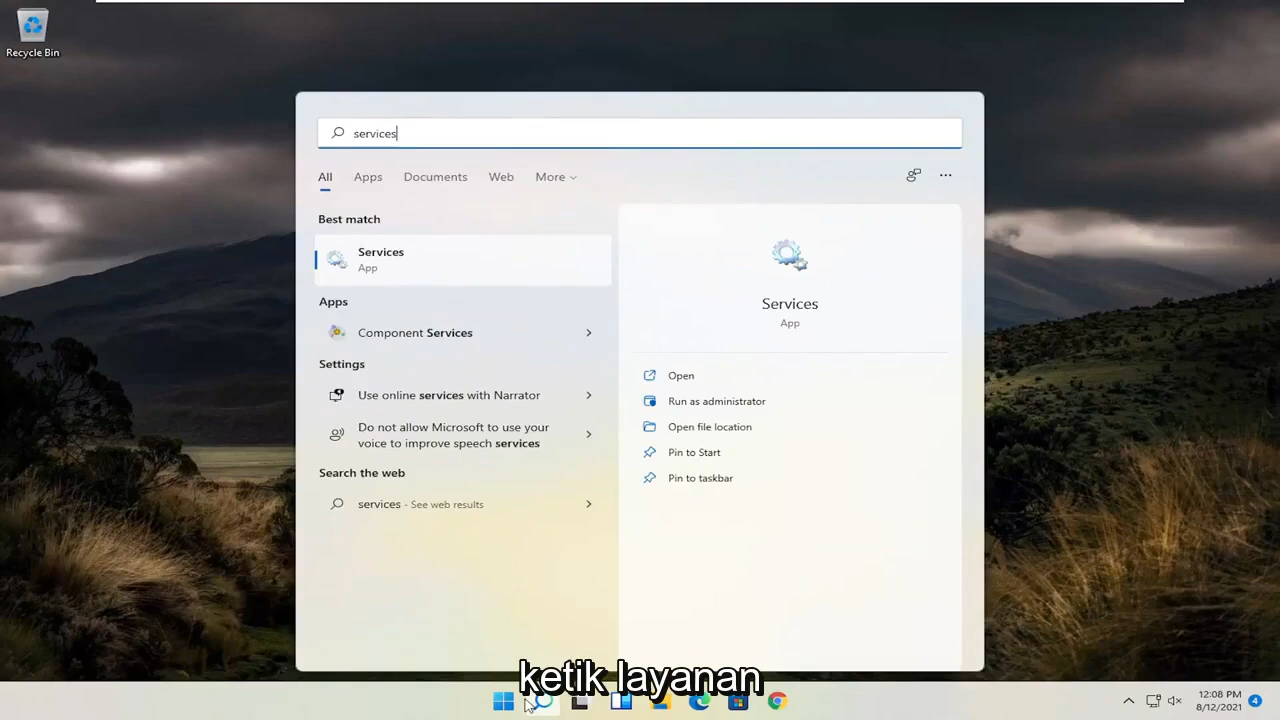 Recycle Bin
services
All Apps Documents Web More
Best match
Services
App
Apps
Component Services
Settings
Use online services with Narrator
Do not allow Microsoft to use your
voice to improve speech services
Search the web
services - See web results
Services
App
Open
Run as administrator
Open file location
Pin to Start
Pin to taskbar
ketik layanan
12:08 PM
8/12/2021
4